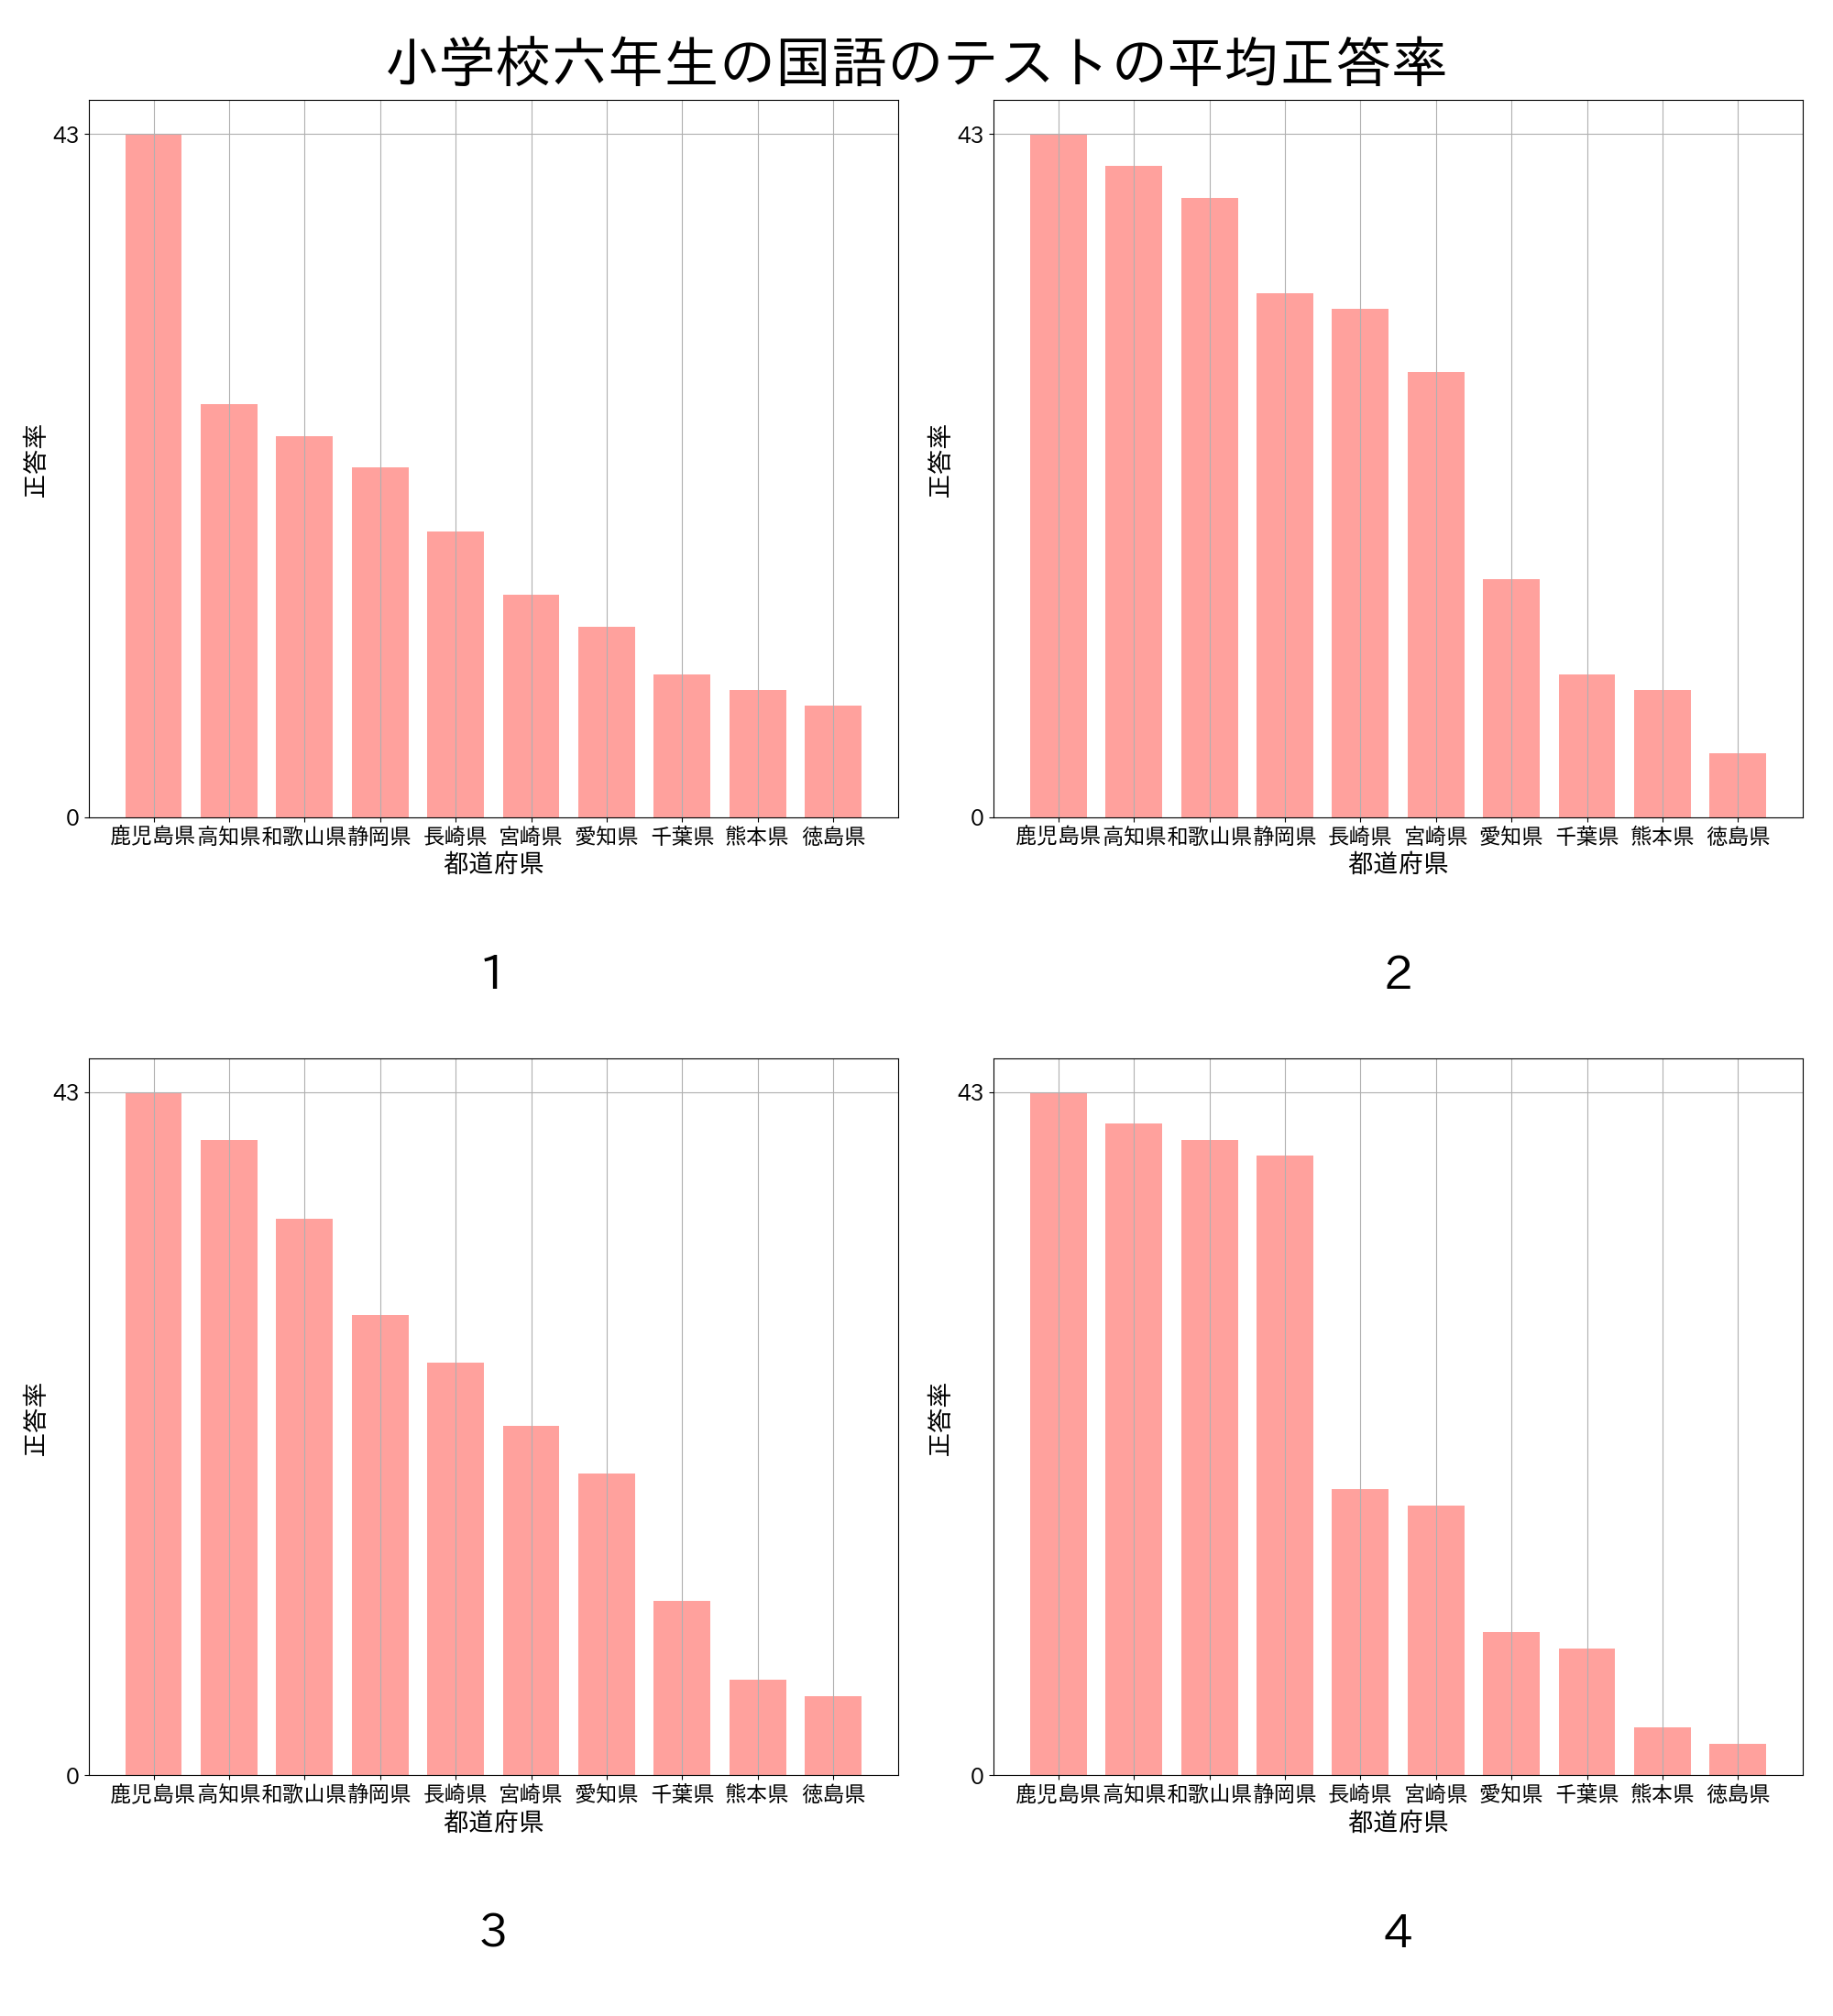 小学校六年生の国語のテストの平均正答率
43
正答率
0
鹿児島県 高知県 和歌山県 静岡県 長崎県 宮崎県 愛知県 千葉県 熊本県 徳島県
都道府県
1
43
正答率
0
鹿児島県 高知県 和歌山県 静岡県 長崎県 宮崎県 愛知県 千葉県 熊本県 徳島県
都道府県
2
43
正答率
0
鹿児島県 高知県 和歌山県 静岡県 長崎県 宮崎県 愛知県 千葉県 熊本県 徳島県
都道府県
3
43
正答率
0
鹿児島県 高知県 和歌山県 静岡県 長崎県 宮崎県 愛知県 千葉県 熊本県 徳島県
都道府県
4